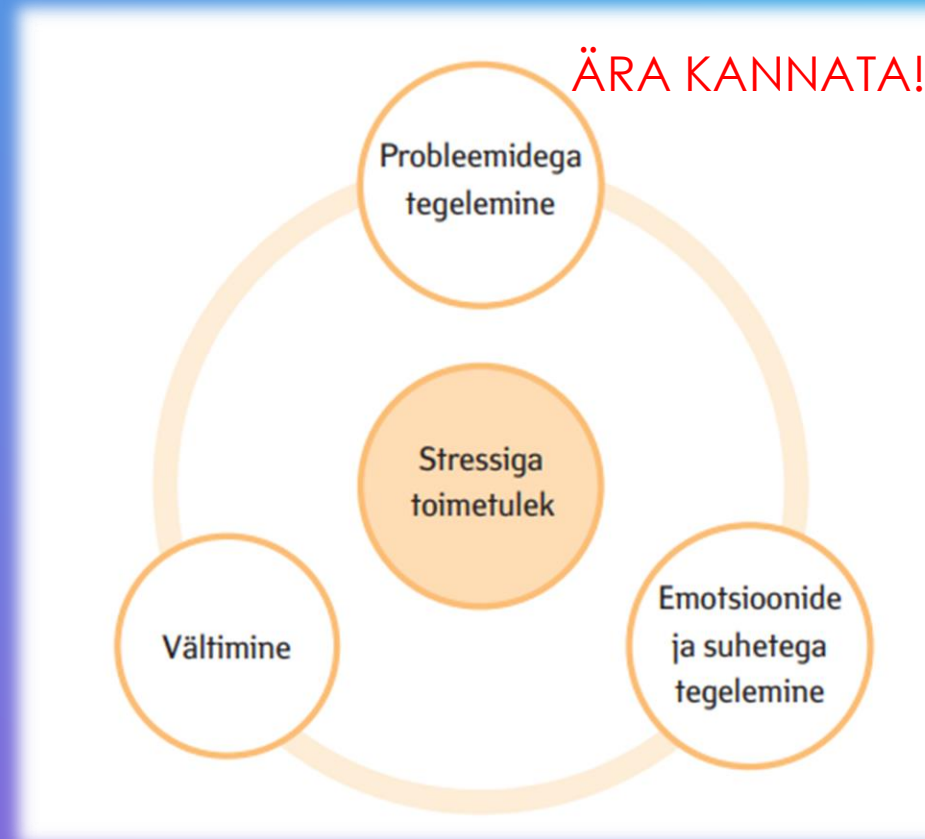 ÄRA KANNATA!
Probleemidega
tegelemine
Stressiga
toimetulek
Vältimine
Emotsioonide
ja suhetega
tegelemine